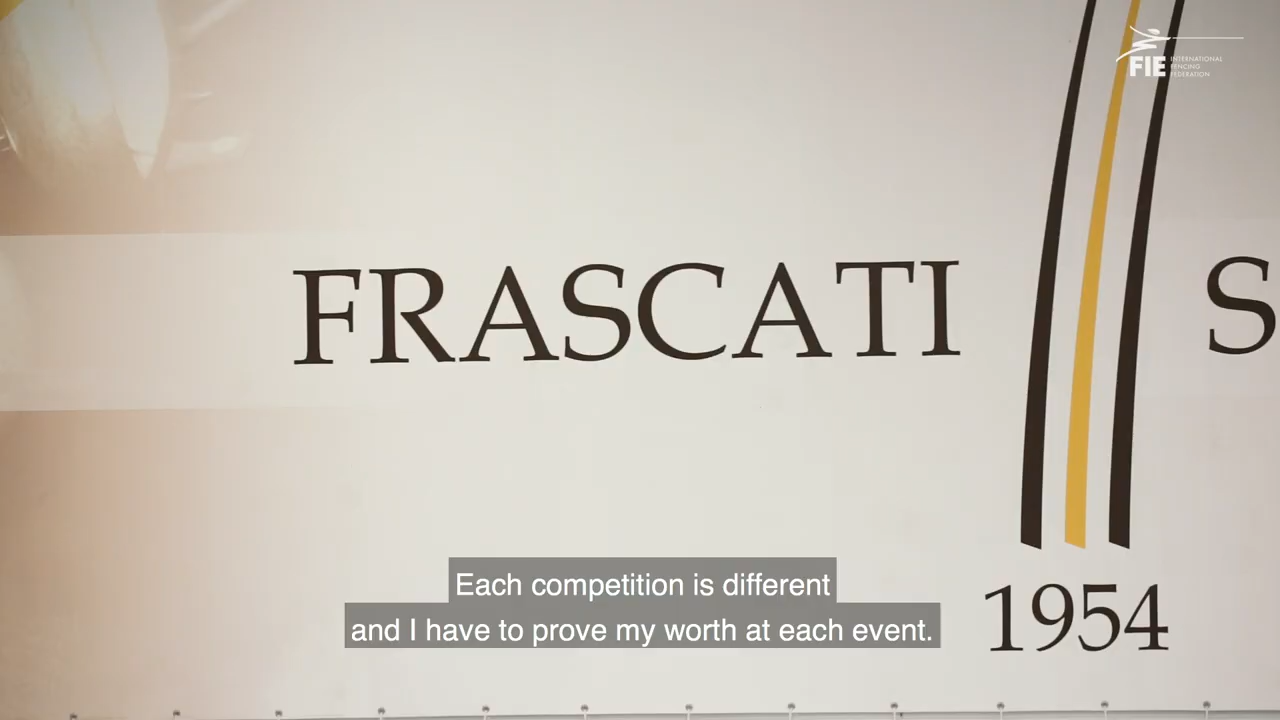 FIE INTERNATIONAL
FENCING
FEDERATION
FRASCATI S
1954
Each competition is different
and I have to prove my worth at each event.